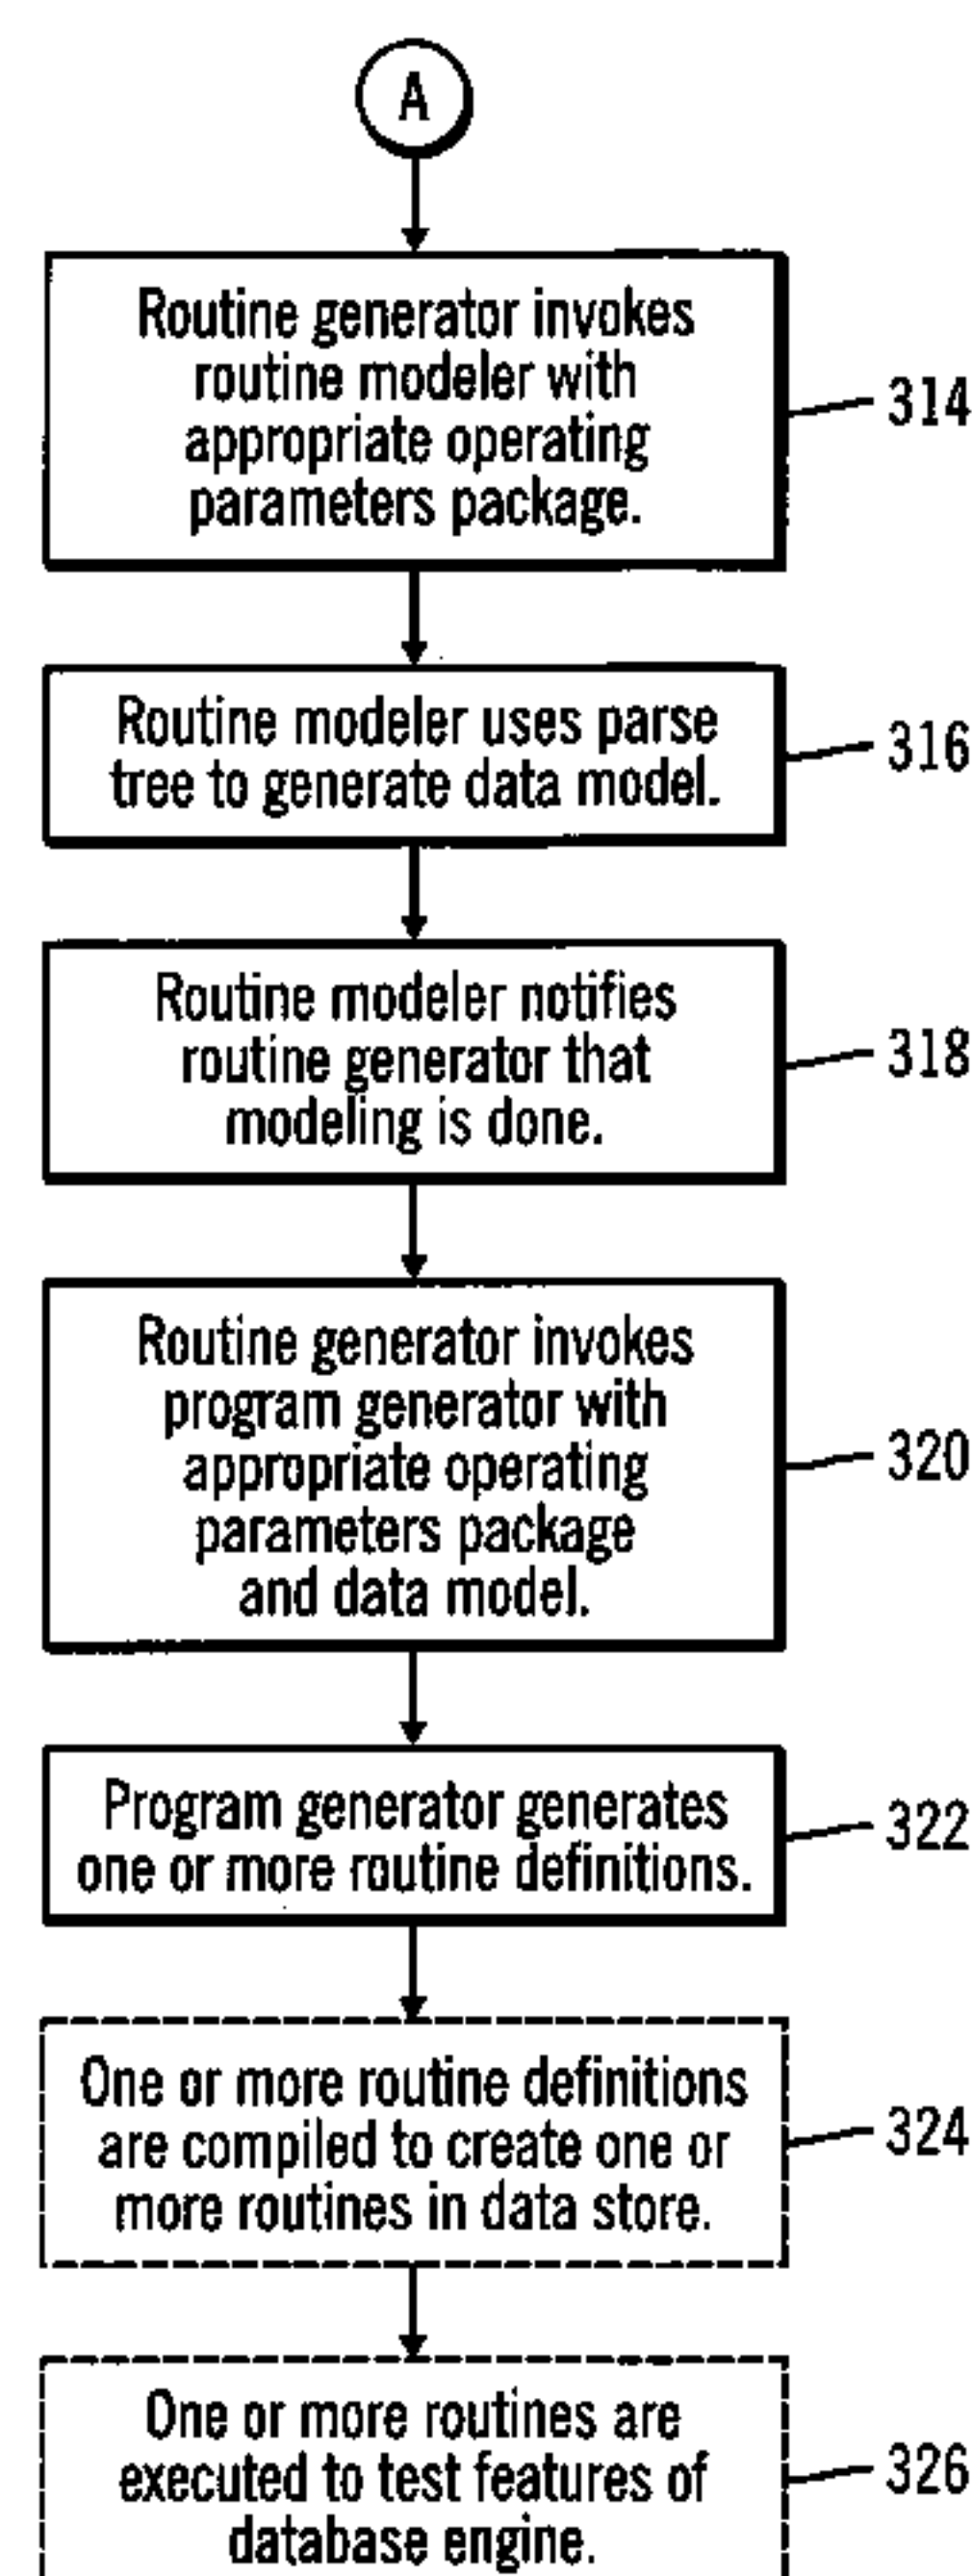 A
Routine generator invokes
routine modeler with
appropriate operating
parameters package.
314
Routine modeler uses parse
tree to generate data model.
316
Routine modeler notifies
routine generator that
modeling is done.
318
Routine generator invokes
program generator with
appropriate operating
parameters package
and data model.
320
Program generator generates
one or more routine definitions.
322
One or more routine definitions
are compiled to create one or
more routines in data store.
324
One or more routines are
executed to test features of
database engine.
326